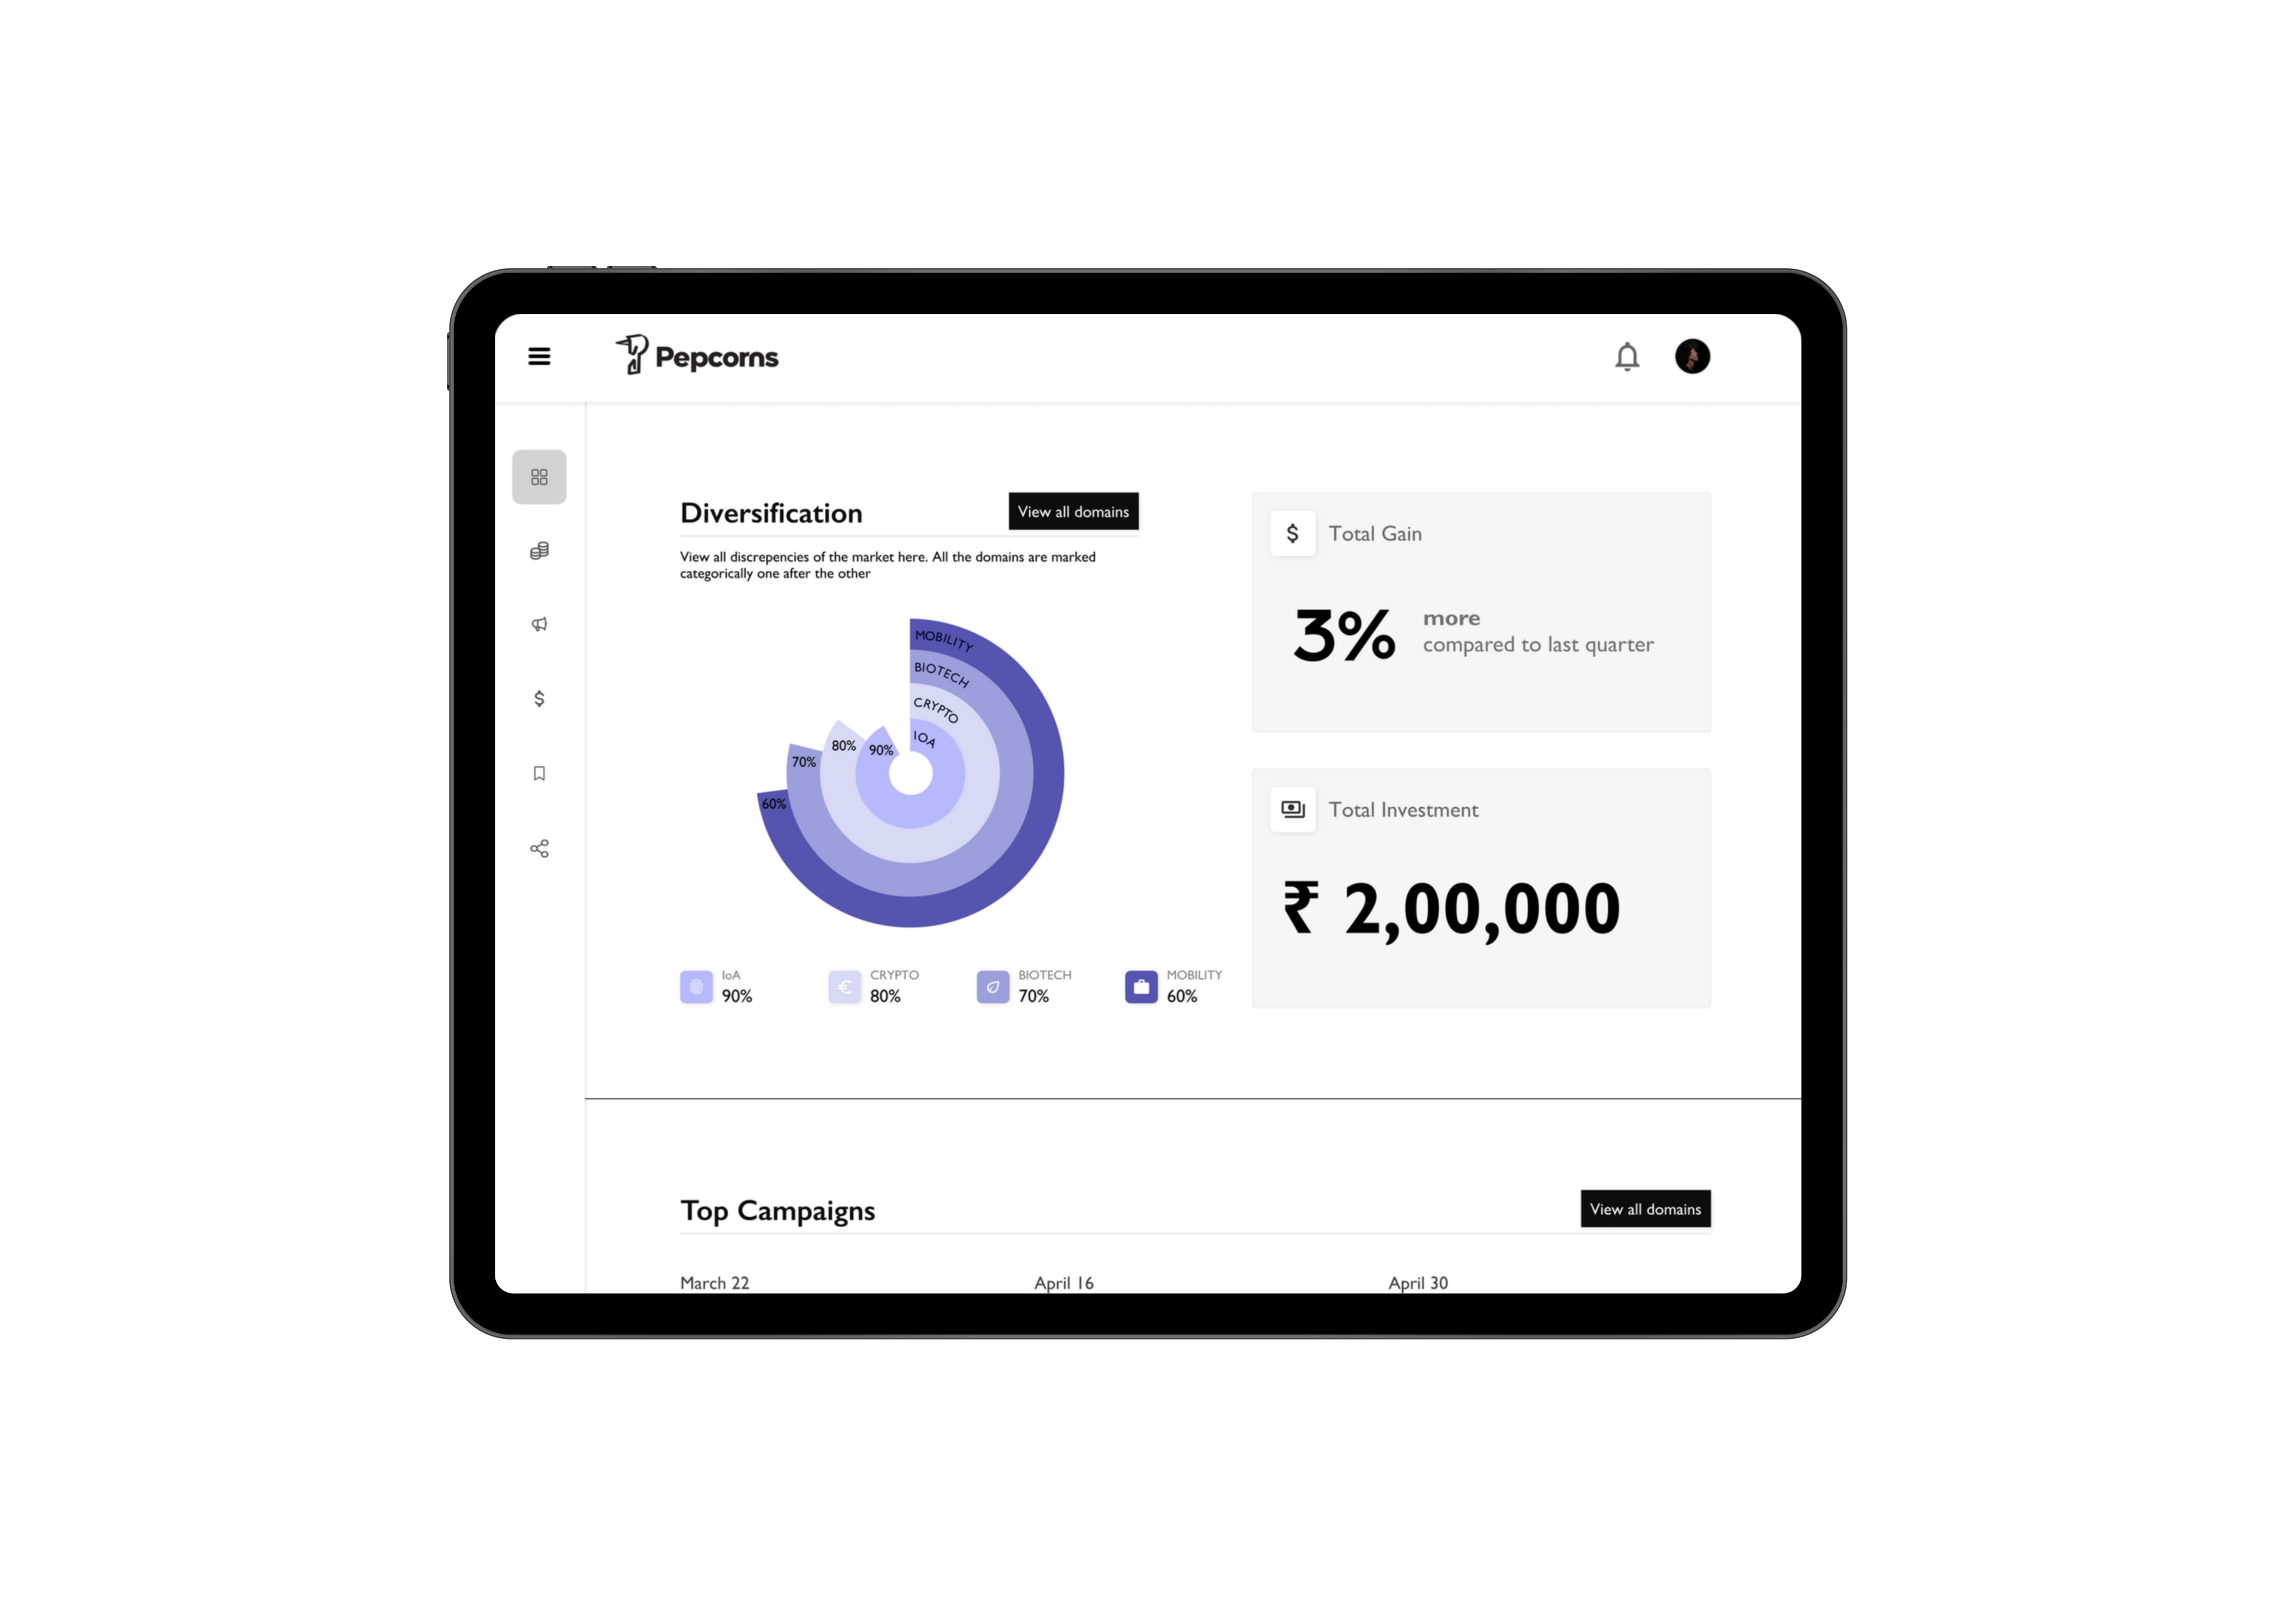 Pepcorns
Diversification
View all domains
View all discrepencies of the market here. All the domains are marked
categorically one after the other
MOBILITY
BIOTECH
CRYPTO
IOA
90%
80%
70%
60%
IoA
90%
CRYPTO
80%
BIOTECH
70%
MOBILITY
60%
$ Total Gain
3%
more
compared to last quarter
Total Investment
₹ 2,00,000
Top Campaigns
View all domains
March 22
April 16
April 30